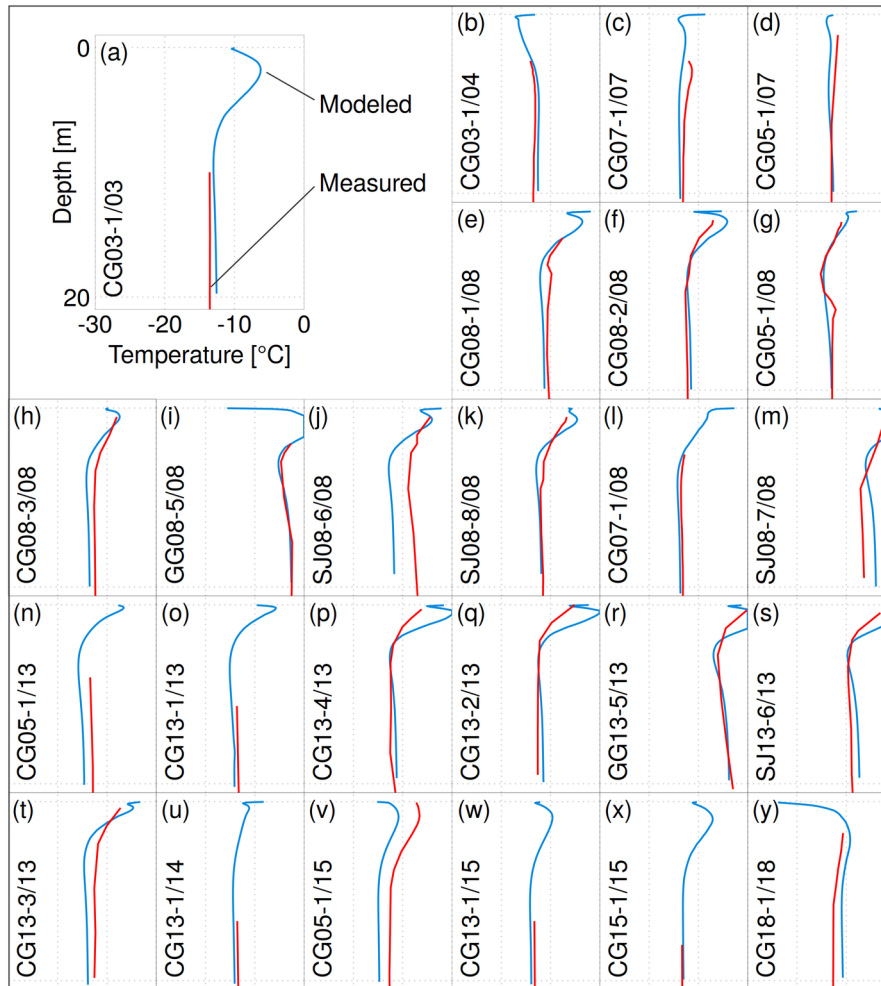 (a)
0
Depth [m]
20
CG03-1/03
Modeled
Measured
-30 -20 -10 0
Temperature [°C]
(b) CG03-1/04
(c) CG07-1/07
(d) CG05-1/07
(e) CG08-1/08
(f) CG08-2/08
(g) CG05-1/08
(h) CG08-3/08
(i) GG08-5/08
(j) SJ08-6/08
(k) SJ08-8/08
(l) CG07-1/08
(m) SJ08-7/08
(n) CG05-1/13
(o) CG13-1/13
(p) CG13-4/13
(q) CG13-2/13
(r) GG13-5/13
(s) SJ13-6/13
(t) CG13-3/13
(u) CG13-1/14
(v) CG05-1/15
(w) CG13-1/15
(x) CG15-1/15
(y) CG18-1/18